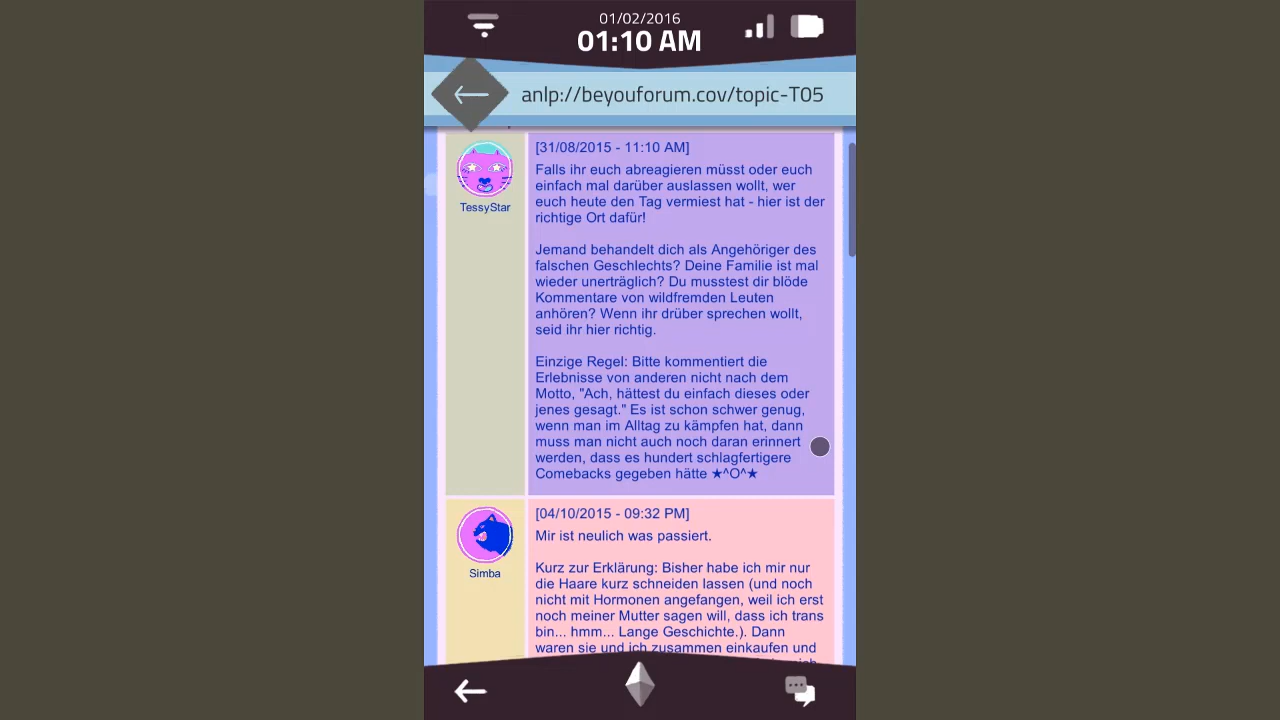 01/02/2016
01:10 AM
anlp://beyouforum.cov/topic-T05
[31/08/2015 - 11:10 AM]
Falls ihr euch abreagieren müsst oder euch
einfach mal darüber auslassen wollt, wer
euch heute den Tag vermiest hat - hier ist der
richtige Ort dafür!
Jemand behandelt dich als Angehöriger des
falschen Geschlechts? Deine Familie ist mal
wieder unerträglich? Du musstest dir blöde
Kommentare von wildfremden Leuten
anhören? Wenn ihr drüber sprechen wollt,
seid ihr hier richtig.
Einzige Regel: Bitte kommentiert die
Erlebnisse von anderen nicht nach dem
Motto, "Ach, hättest du einfach dieses oder
jenes gesagt." Es ist schon schwer genug,
wenn man im Alltag zu kämpfen hat, dann
muss man nicht auch noch daran erinnert
werden, dass es hundert schlagfertigere
Comebacks gegeben hätte ★^O^★
TessyStar
[04/10/2015 - 09:32 PM]
Mir ist neulich was passiert.
Kurz zur Erklärung: Bisher habe ich mir nur
die Haare kurz schneiden lassen (und noch
nicht mit Hormonen angefangen, weil ich erst
noch meiner Mutter sagen will, dass ich trans
bin... hmm... Lange Geschichte.). Dann
waren sie und ich zusammen einkaufen und
Simba